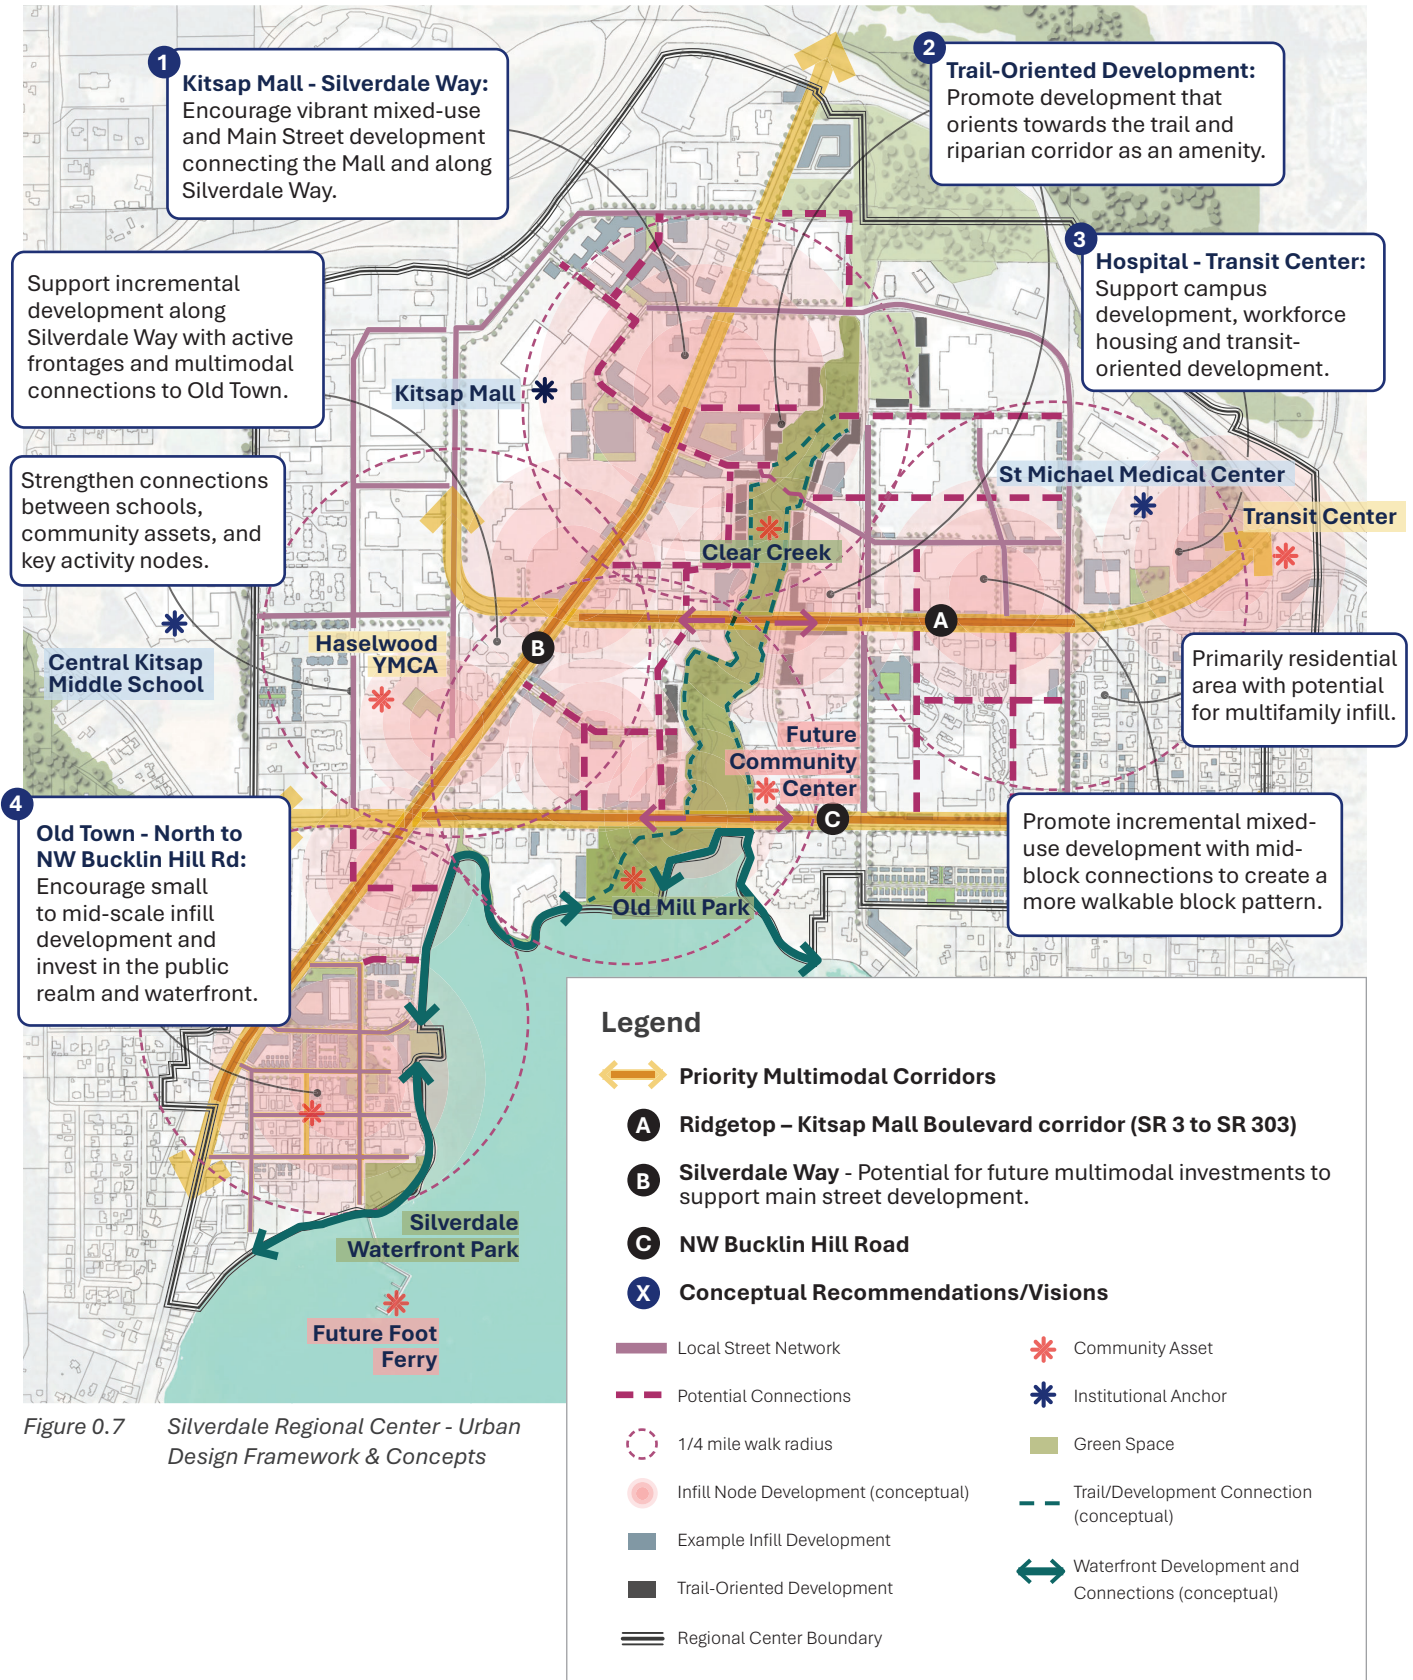 1
Kitsap Mall - Silverdale Way:
Encourage vibrant mixed-use
and Main Street development
connecting the Mall and along
Silverdale Way.
2
Trail-Oriented Development:
Promote development that
orients towards the trail and
riparian corridor as an amenity.
3
Hospital - Transit Center:
Support campus
development, workforce
housing and transit-
oriented development.
Support incremental
development along
Silverdale Way with active
frontages and multimodal
connections to Old Town.
Kitsap Mall
Strengthen connections
between schools,
community assets, and
key activity nodes.
St Michael Medical Center
Transit Center
Clear Creek
A
B
Haselwood
YMCA
Central Kitsap
Middle School
Primarily residential
area with potential
for multifamily infill.
Future
Community
Center
C
4
Old Town - North to
NW Bucklin Hill Rd:
Encourage small
to mid-scale infill
development and
invest in the public
realm and waterfront.
Promote incremental mixed-
use development with mid-
block connections to create a
more walkable block pattern.
Old Mill Park
Silverdale
Waterfront Park
Future Foot
Ferry
Legend
Priority Multimodal Corridors
A Ridgetop – Kitsap Mall Boulevard corridor (SR 3 to SR 303)
B Silverdale Way - Potential for future multimodal investments to
support main street development.
C NW Bucklin Hill Road
X Conceptual Recommendations/Visions
Local Street Network
Potential Connections
1/4 mile walk radius
Infill Node Development (conceptual)
Example Infill Development
Trail-Oriented Development
Regional Center Boundary
Community Asset
Institutional Anchor
Green Space
Trail/Development Connection
(conceptual)
Waterfront Development and
Connections (conceptual)
Figure 0.7 Silverdale Regional Center - Urban
Design Framework & Concepts